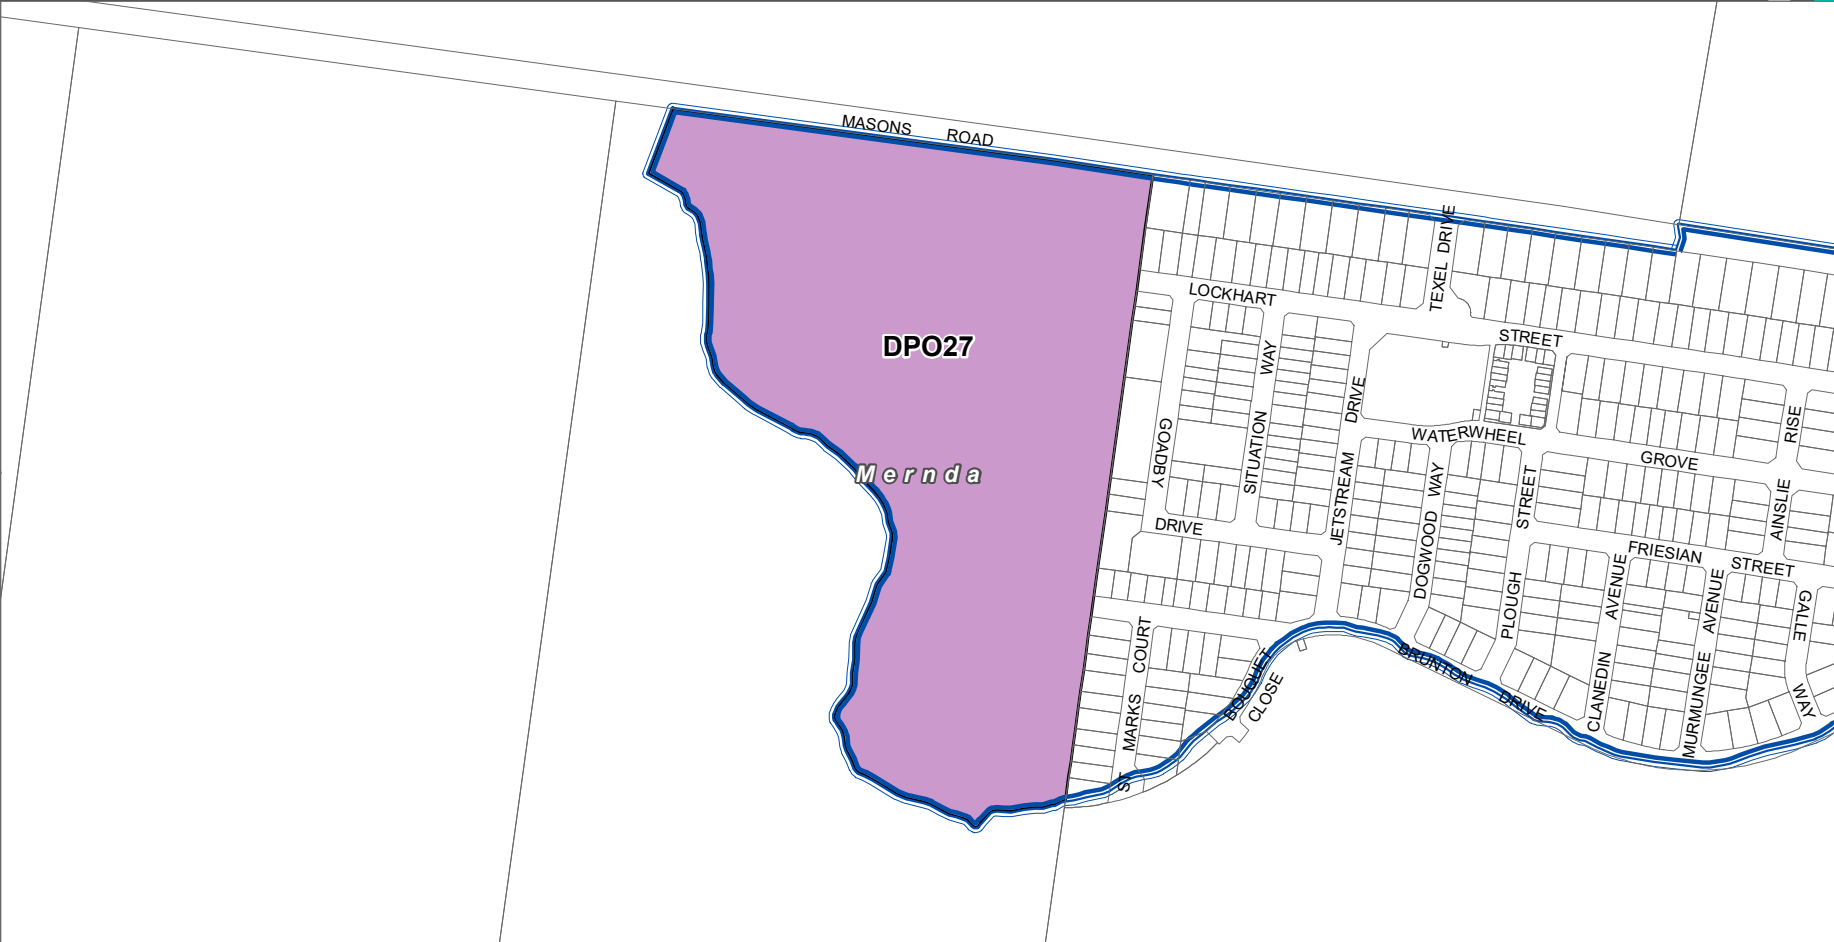 MASONS ROAD
TEXEL DRIVE
LOCKHART STREET
DPO27
SITUATION WAY
JETSTREAM DRIVE
GOADBY DRIVE
WATERWHEEL GROVE
AINSLIE RISE
Mernda
DOGWOOD WAY
PLOUGH STREET
FRIESIAN STREET
CLANEDIN AVENUE
MURMUNGEE AVENUE
GALLE WAY
ST MARKS COURT
BOUQUET CLOSE
BRUNTON DRIVE